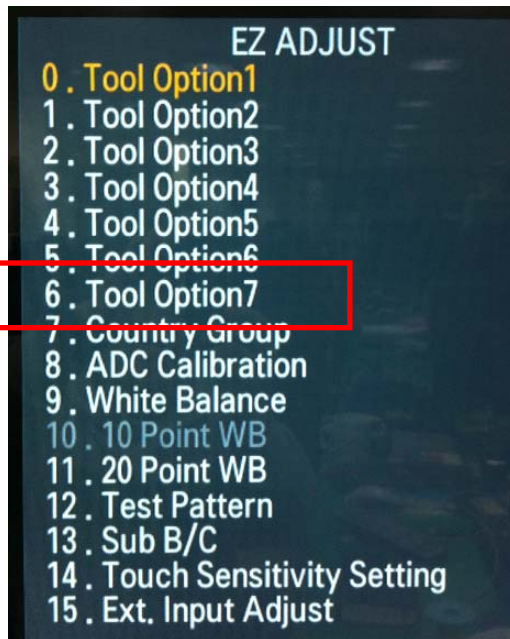 EZ ADJUST
0 . Tool Option1
1 . Tool Option2
2 . Tool Option3
3 . Tool Option4
4 . Tool Option5
5 . Tool Option6
6 . Tool Option7
7 . Country Group
8 . ADC Calibration
9 . White Balance
10 . 10 Point WB
11 . 20 Point WB
12 . Test Pattern
13 . Sub B/C
14 . Touch Sensitivity Setting
15 . Ext. Input Adjust